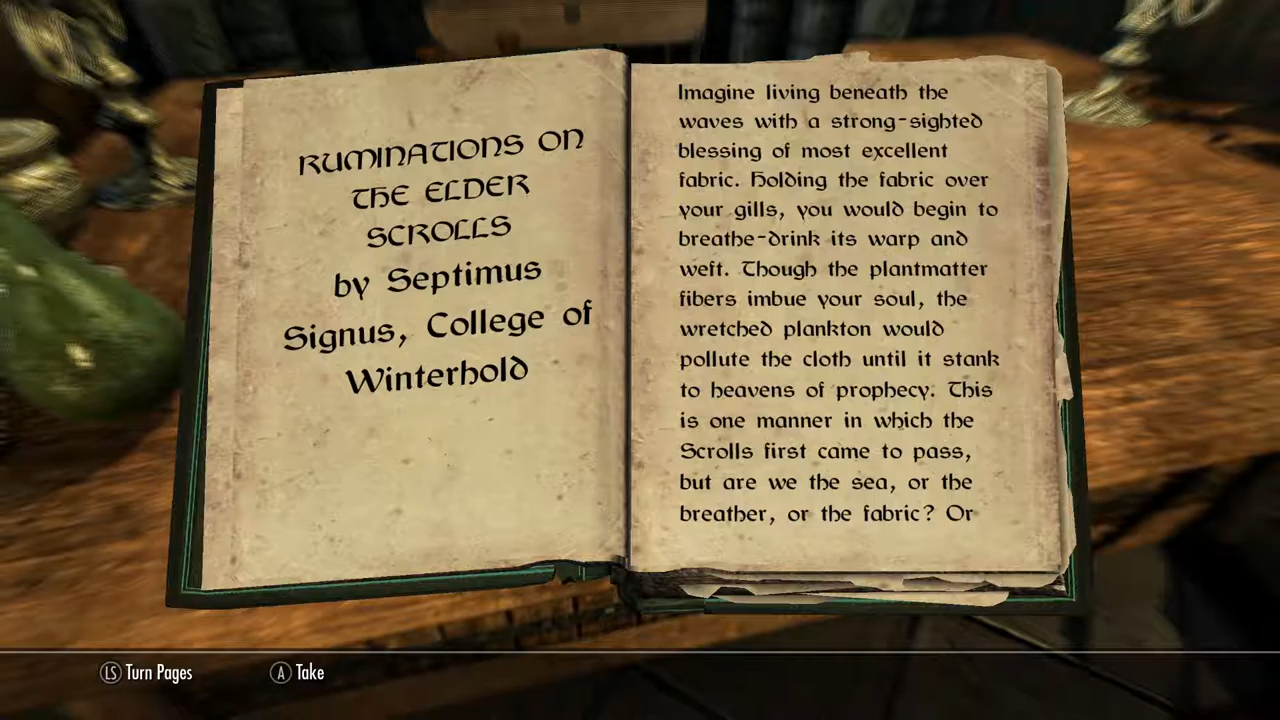 RUMINATIONS ON
THE ELDER
SCROLLS
by Septimus
Signus, College of
Winterhold
Imagine living beneath the
waves with a strong-sighted
blessing of most excellent
fabric. Holding the fabric over
your gills, you would begin to
breathe-drink its warp and
weft. Though the plantmatter
fibers imbue your soul, the
wretched plankton would
pollute the cloth until it stank
to heavens of prophecy. This
is one manner in which the
Scrolls first came to pass,
but are we the sea, or the
breather, or the fabric? Or
LS Turn Pages
A Take